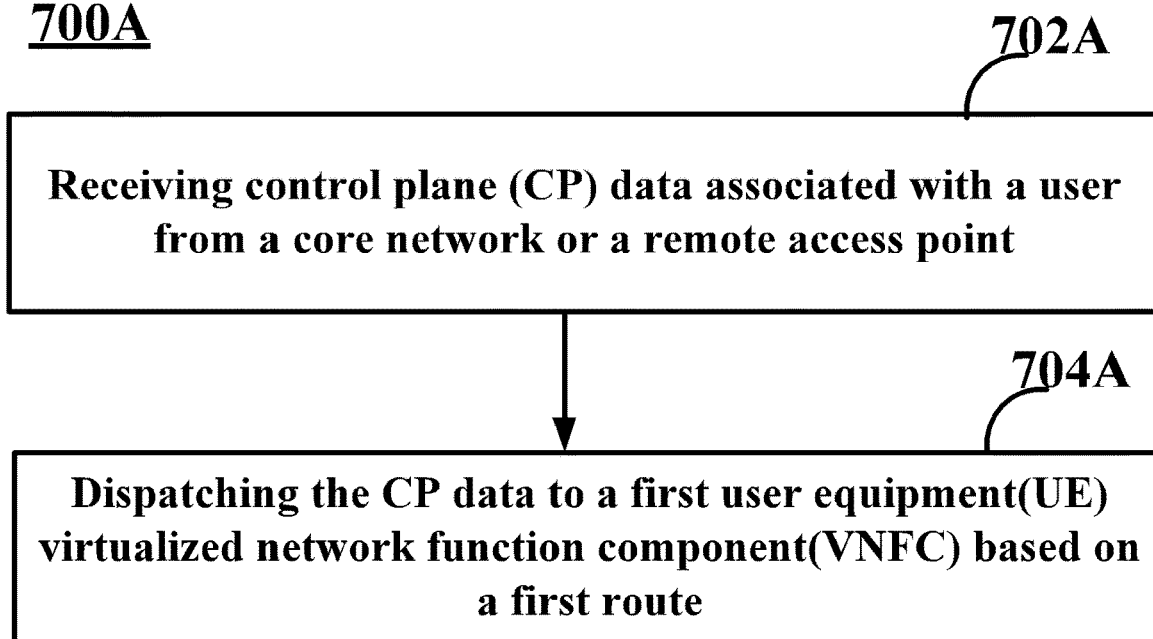 700A
702A
Receiving control plane (CP) data associated with a user
from a core network or a remote access point
704A
Dispatching the CP data to a first user equipment(UE)
virtualized network function component(VNFC) based on
a first route